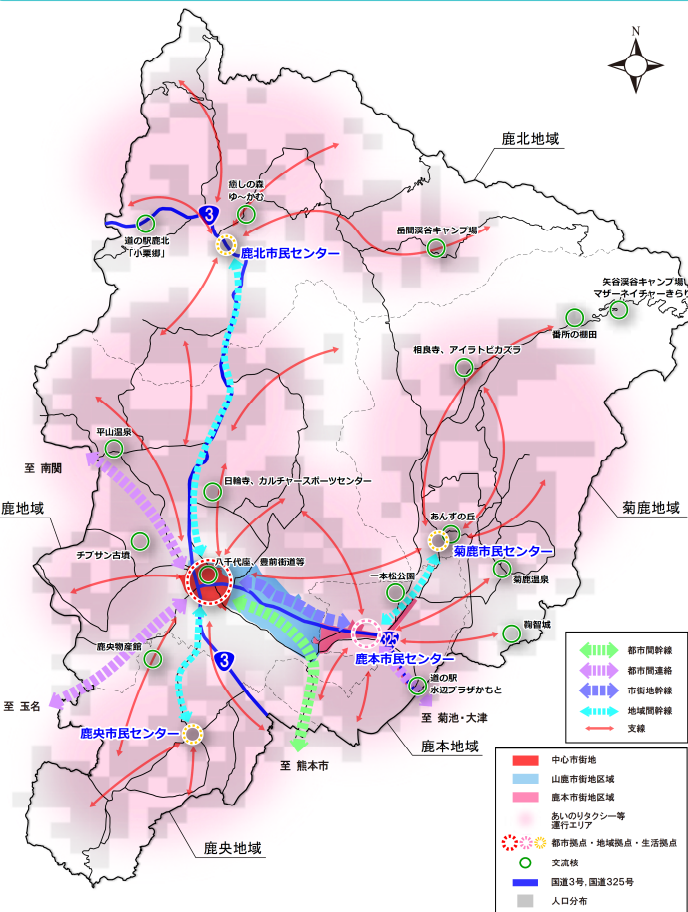 N
鹿北地域
癒しの森
ゆ～かむ
3
道の駅鹿北
「小栗郷」
鹿北市民センター
岳間渓谷キャンプ場
矢谷渓谷キャンプ場
マザーネイチャーきらり
番所の棚田
相良寺、アイラトビカズラ
平山温泉
至 南関
日輪寺、カルチャースポーツセンター
菊鹿地域
鹿地域
あんずの丘
菊鹿市民センター
チブサン古墳
八千代座、豊前街道等
菊鹿温泉
一本松公園
鞠智城
鹿本市民センター
鹿央物産館
3
道の駅
水辺プラザかもと
至 玉名
至 菊池・大津
鹿央市民センター
鹿本地域
至 熊本市
鹿央地域
都市間幹線
都市間連絡
市街地幹線
地域間幹線
支線
中心市街地
山鹿市街地区域
鹿本市街地区域
あいのりタクシー等
運行エリア
都市拠点・地域拠点・生活拠点
交流核
国道3号,国道325号
人口分布